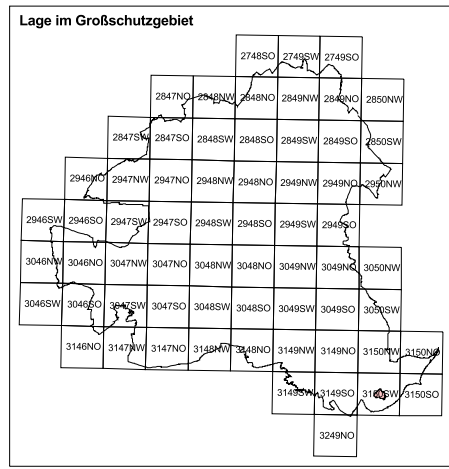 Lage im Großschutzgebiet
2748SO 2749SW 2749SO
2847NO 2848NW 2848NO 2849NW 2849NO 2850NW
2847SW 2847SO 2848SW 2848SO 2849SW 2849SO 2850SW
2946NO 2947NW 2947NO 2948NW 2948NO 2949NW 2949NO 2950NW
2946SW 2946SO 2947SW 2947SO 2948SW 2948SO 2949SW 2949SO
3046NW 3046NO 3047NW 3047NO 3048NW 3048NO 3049NW 3049NO 3050NW
3046SW 3046SO 3047SW 3047SO 3048SW 3048SO 3049SW 3049SO 3050SW
3146NO 3147NW 3147NO 3148NW 3148NO 3149NW 3149NO 3150NW 3150NO
3149SW 3149SO 3150SW 3150SO
3249NO